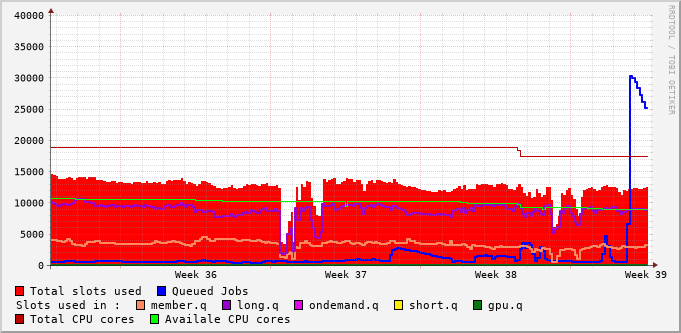 40000
35000
30000
25000
20000
15000
10000
5000
0
Week 36 Week 37 Week 38 Week 39
Total slots used Queued Jobs
Slots used in : member.q long.q ondemand.q short.q gpu.q
Total CPU cores Availale CPU cores
RRDTOOL / TOBI OETIKER